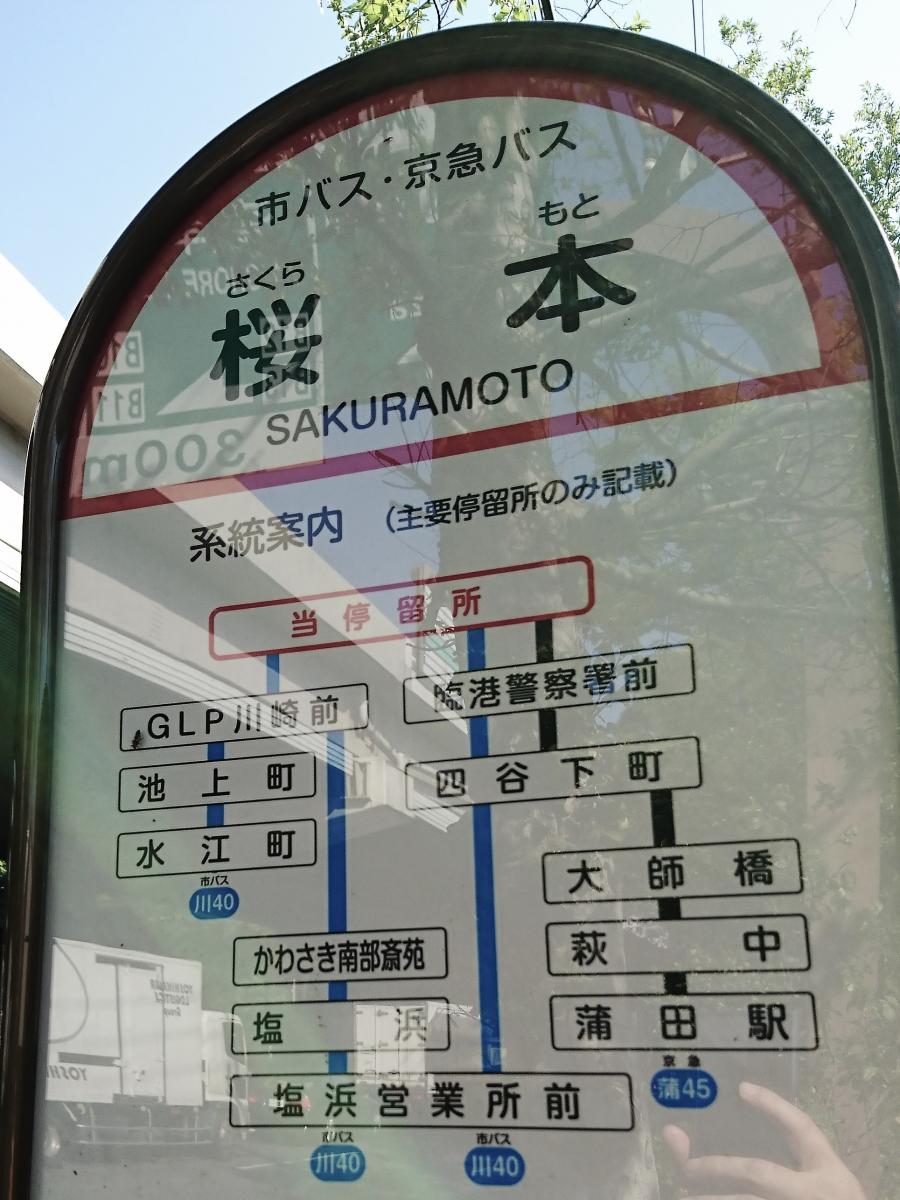 市バス・京急バス
さくら もと
桜本
SAKURAMOTO
系統案内 (主要停留所のみ記載)
当停留所
臨港警察署前
GLP川崎前
四谷下町
池上町
水江町
大師橋
市バス
川40
萩中
かわさき南部斎苑
蒲田駅
塩浜
京急
蒲45
塩浜営業所前
市バス 市バス
川40 川40
300m
B11
YOSHIKAWA
LOGISTICS
Group